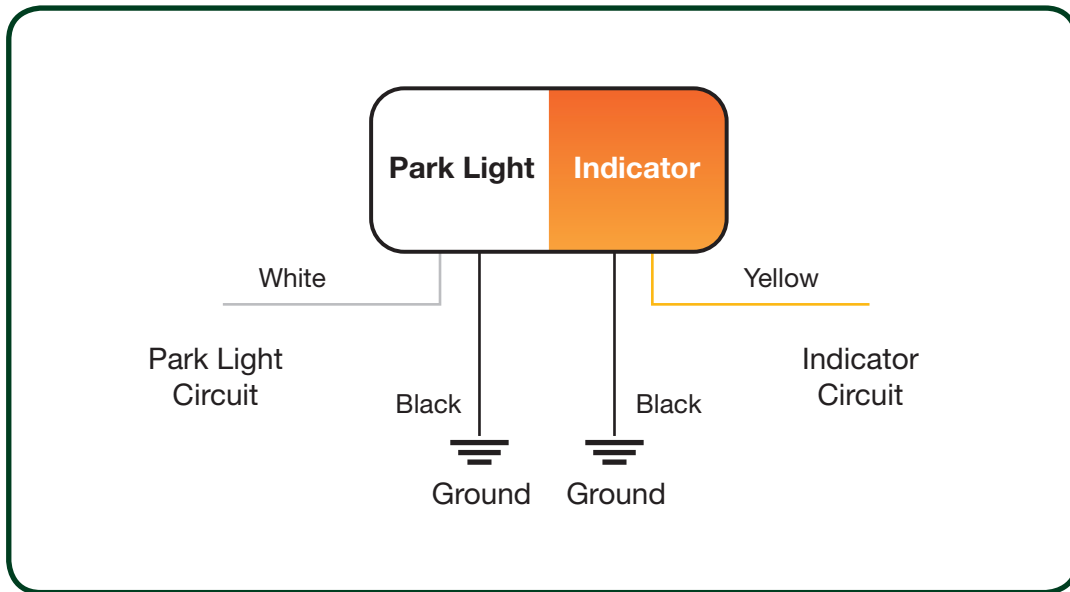 Park Light
Indicator
White
Yellow
Park Light
Circuit
Indicator
Circuit
Black
Black
Ground
Ground